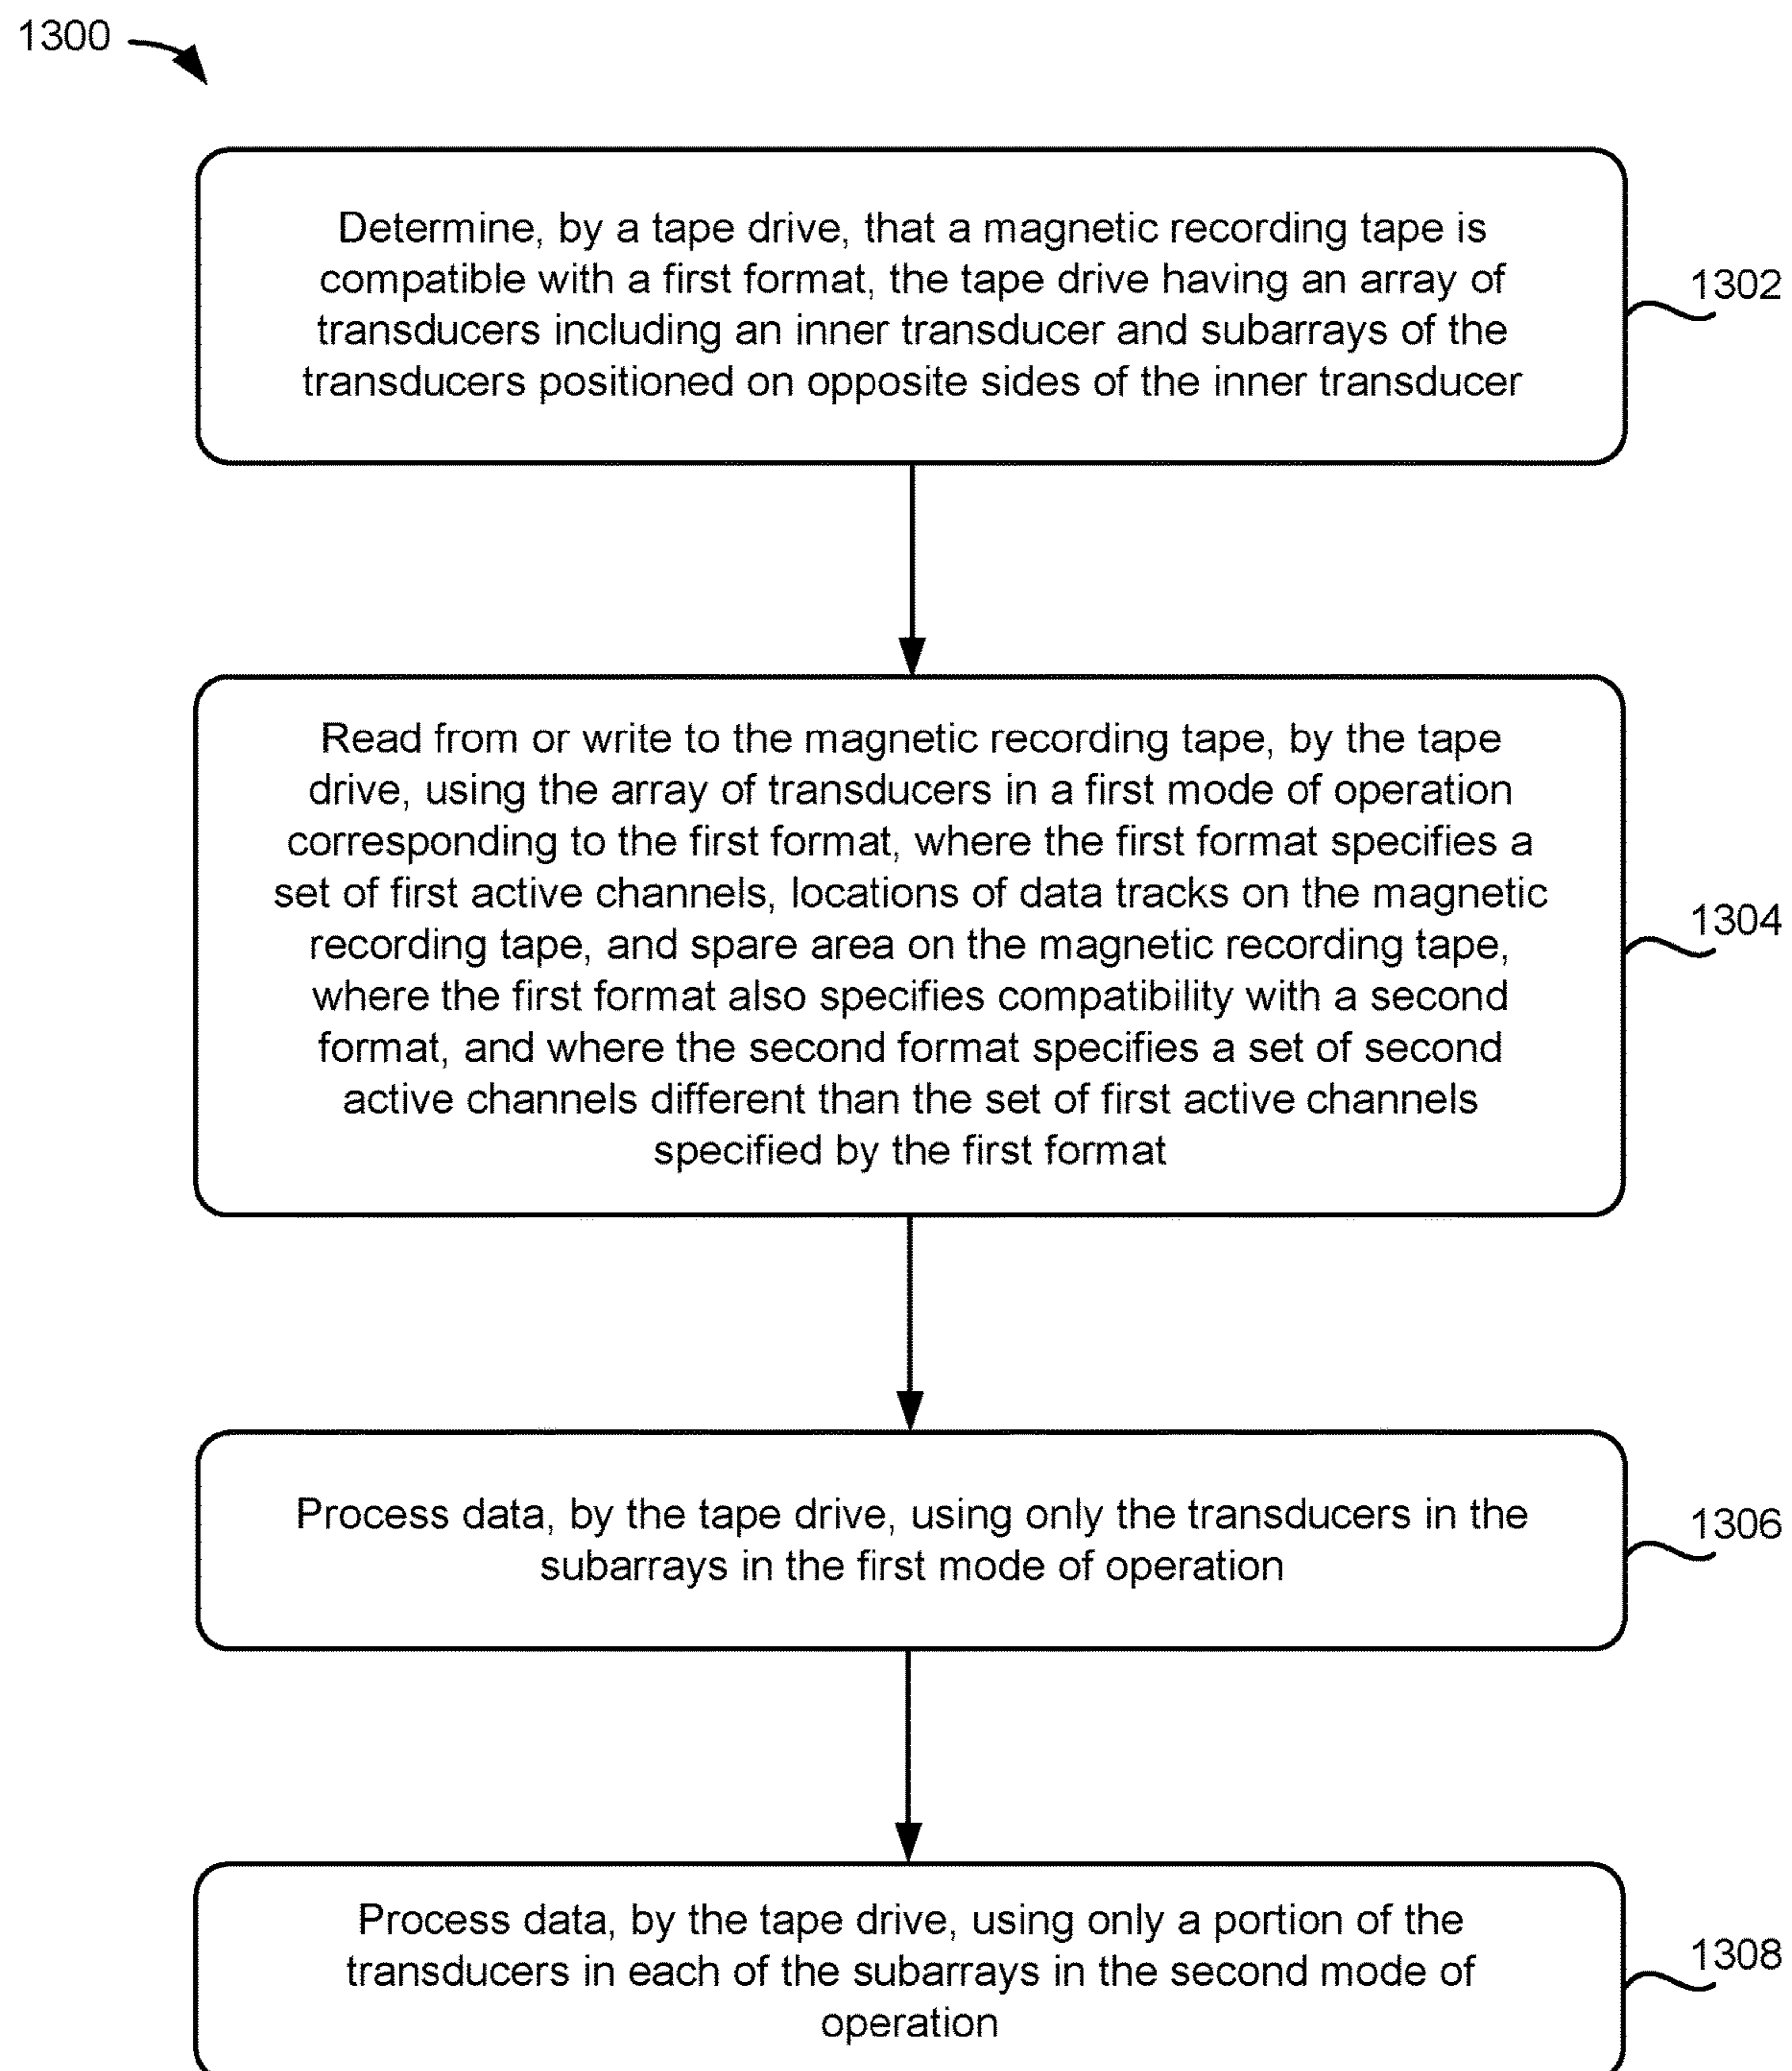 1300
Determine, by a tape drive, that a magnetic recording tape is
compatible with a first format, the tape drive having an array of
transducers including an inner transducer and subarrays of the
transducers positioned on opposite sides of the inner transducer
1302
Read from or write to the magnetic recording tape, by the tape
drive, using the array of transducers in a first mode of operation
corresponding to the first format, where the first format specifies a
set of first active channels, locations of data tracks on the magnetic
recording tape, and spare area on the magnetic recording tape,
where the first format also specifies compatibility with a second
format, and where the second format specifies a set of second
active channels different than the set of first active channels
specified by the first format
1304
Process data, by the tape drive, using only the transducers in the
subarrays in the first mode of operation
1306
Process data, by the tape drive, using only a portion of the
transducers in each of the subarrays in the second mode of
operation
1308